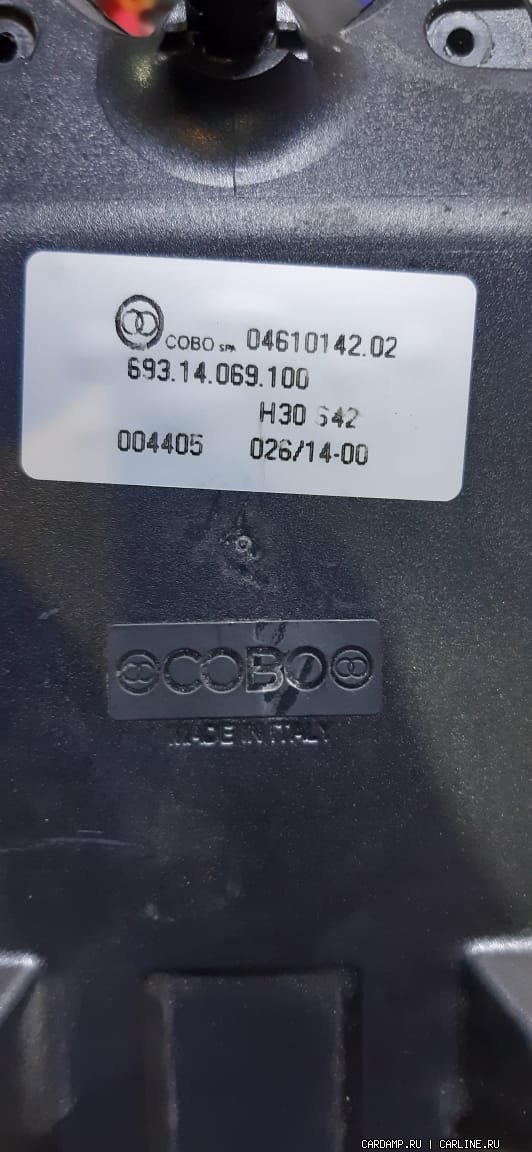 COBO SPA 04610142.02
693.14.069.100
H30 642
004405 026/14-00
COBO
MADE IN ITALY
CARDAMP.RU | CARLINE.RU